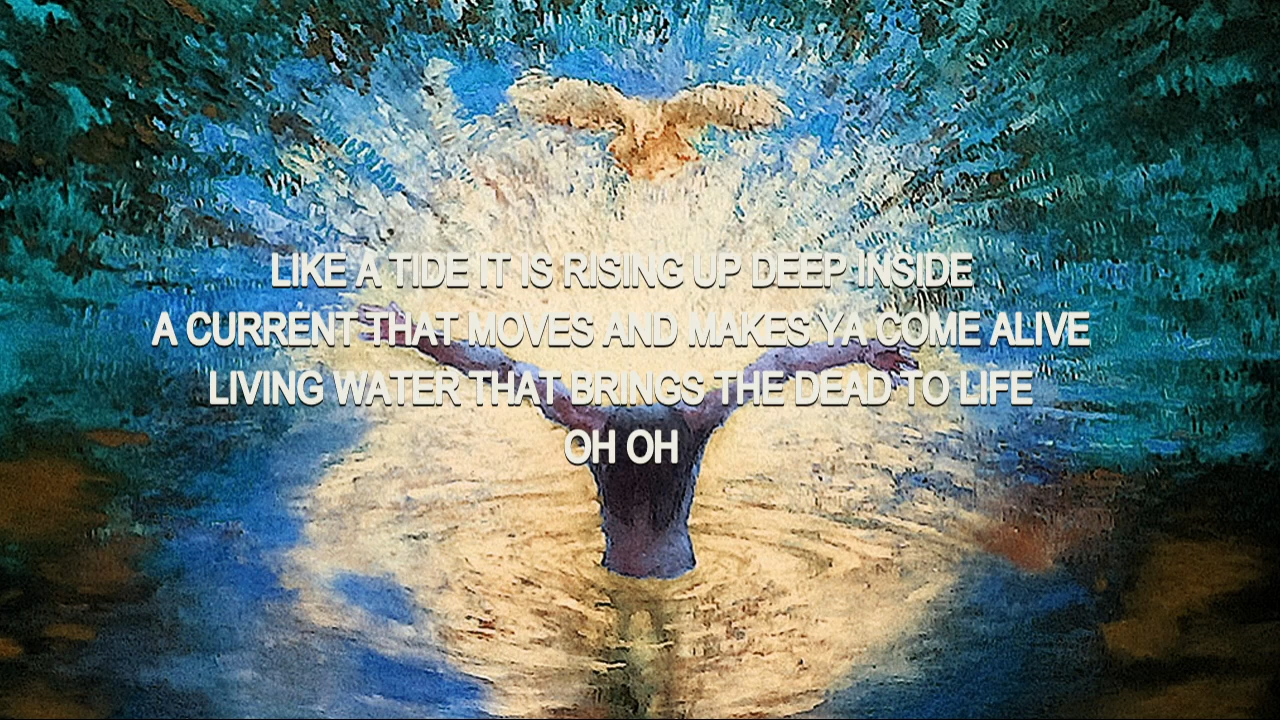 LIKE A TIDE IT IS RISING UP DEEP INSIDE
A CURRENT THAT MOVES AND MAKES YA COME ALIVE
LIVING WATER THAT BRINGS THE DEAD TO LIFE
OH OH